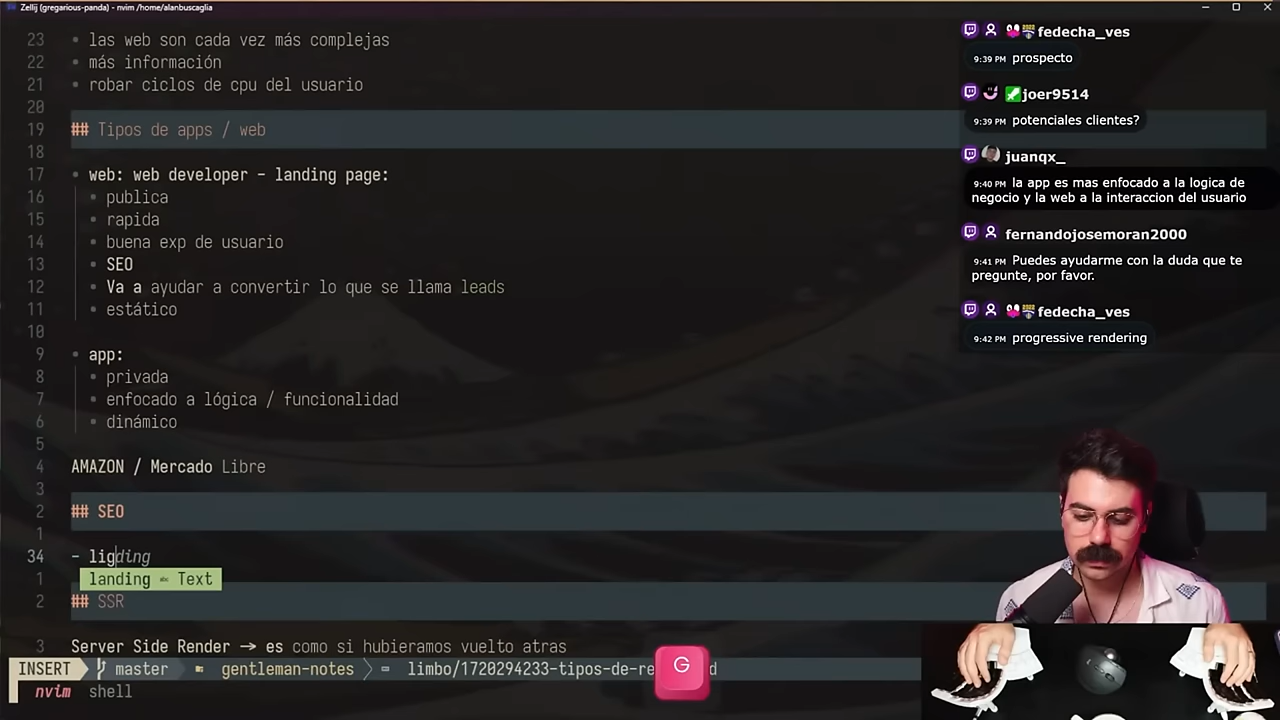 Zellij (gregarious-panda) - nvim /home/alanbuscaglia
23 • las web son cada vez más complejas
22 • más información
21 • robar ciclos de cpu del usuario
20
19 ## Tipos de apps / web
18
17 • web: web developer - landing page:
16 • publica
15 • rapida
14 • buena exp de usuario
13 • SEO
12 • Va a ayudar a convertir lo que se llama leads
11 • estático
10
9 • app:
8 • privada
7 • enfocado a lógica / funcionalidad
6 • dinámico
5
4 AMAZON / Mercado Libre
3
2 ## SEO
1
34 - ligding
1 landing Text
2 ## SSR
3 Server Side Render → es como si hubieramos vuelto atras
INSERT master gentleman-notes limbo/1720294233-tipos-de-re d
nvim shell
G
fedecha_ves
9:39 PM prospecto
joer9514
9:39 PM potenciales clientes?
juanqx_
9:40 PM la app es mas enfocado a la logica de
negocio y la web a la interaccion del usuario
fernandojosemoran2000
9:41 PM Puedes ayudarme con la duda que te
pregunte, por favor.
fedecha_ves
9:42 PM progressive rendering